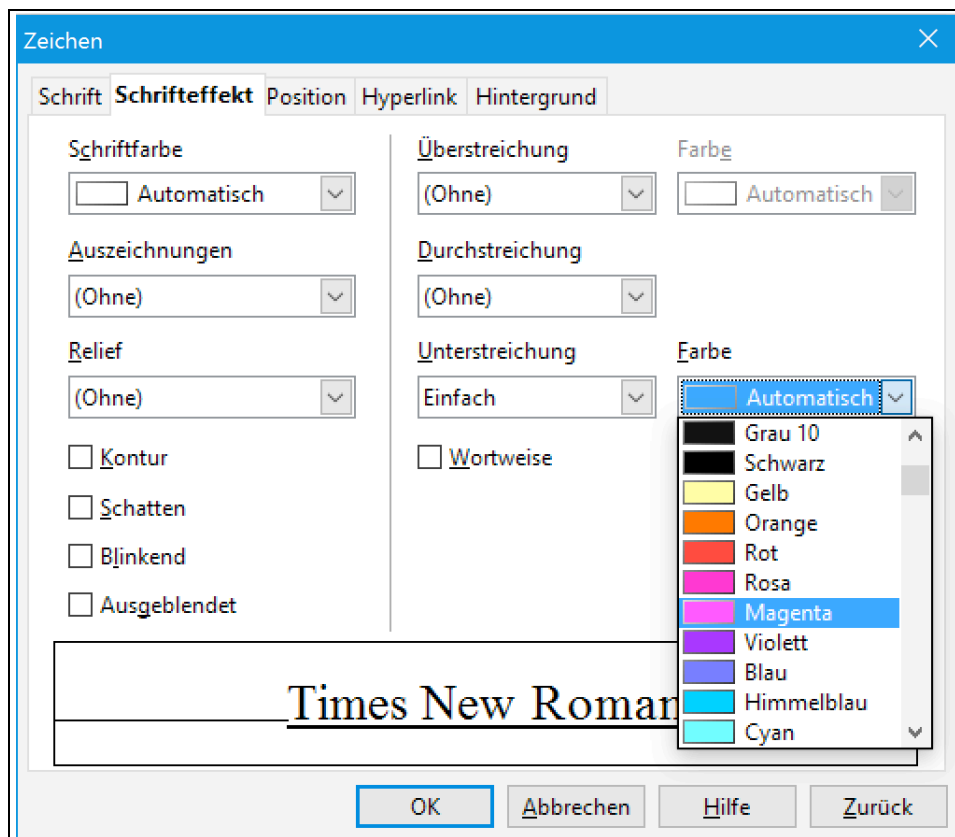 Zeichen
Schrift Schrifteffekt Position Hyperlink Hintergrund
Schriftfarbe Überstreichung Farbe
Automatisch (Ohne) Automatisch
Auszeichnungen Durchstreichung
(Ohne) (Ohne)
Relief Unterstreichung Farbe
(Ohne) Einfach Automatisch
Kontur Wortweise
Schatten
Blinkend
Ausgeblendet
Grau 10
Schwarz
Gelb
Orange
Rot
Rosa
Magenta
Violett
Blau
Himmelblau
Cyan
Times New Roman
OK Abbrechen Hilfe Zurück